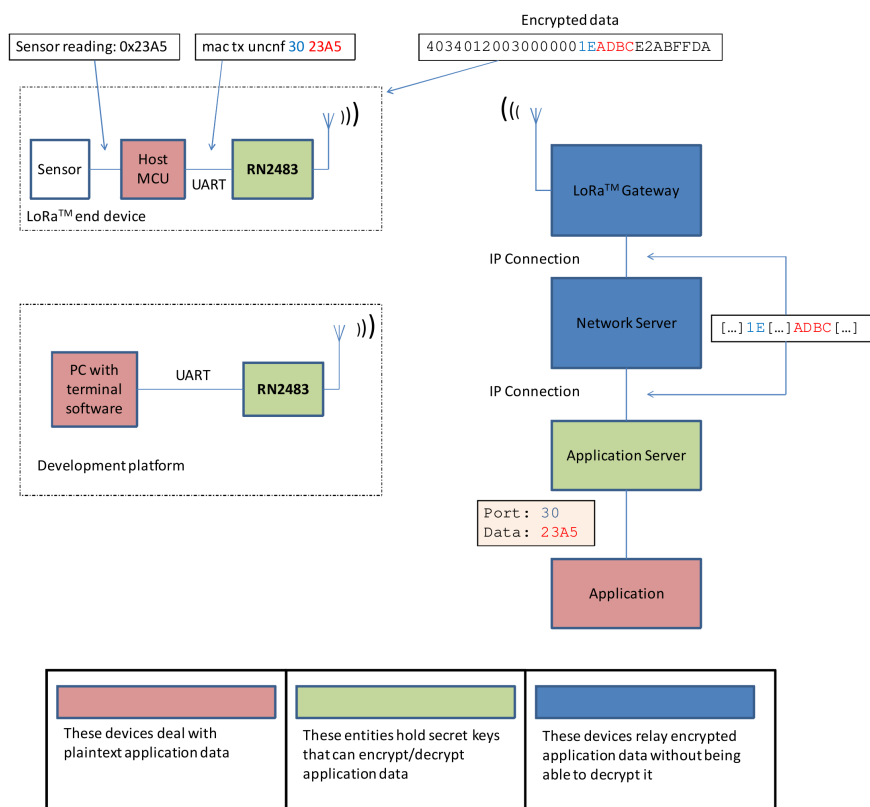 Encrypted data
Sensor reading: 0x23A5
mac tx uncnf 30 23A5
40340120030000001EADBCE2ABFFDA
Sensor
Host
MCU
UART
RN2483
LoRa™ end device
LoRa™ Gateway
IP Connection
Network Server
[…]1E[…]ADBC[…]
IP Connection
PC with
terminal
software
UART
RN2483
Development platform
Application Server
Port: 30
Data: 23A5
Application
These devices deal with
plaintext application
data
These entities hold secret keys
that can encrypt/decrypt
application data
These devices relay encrypted
application data without being
able to decrypt it